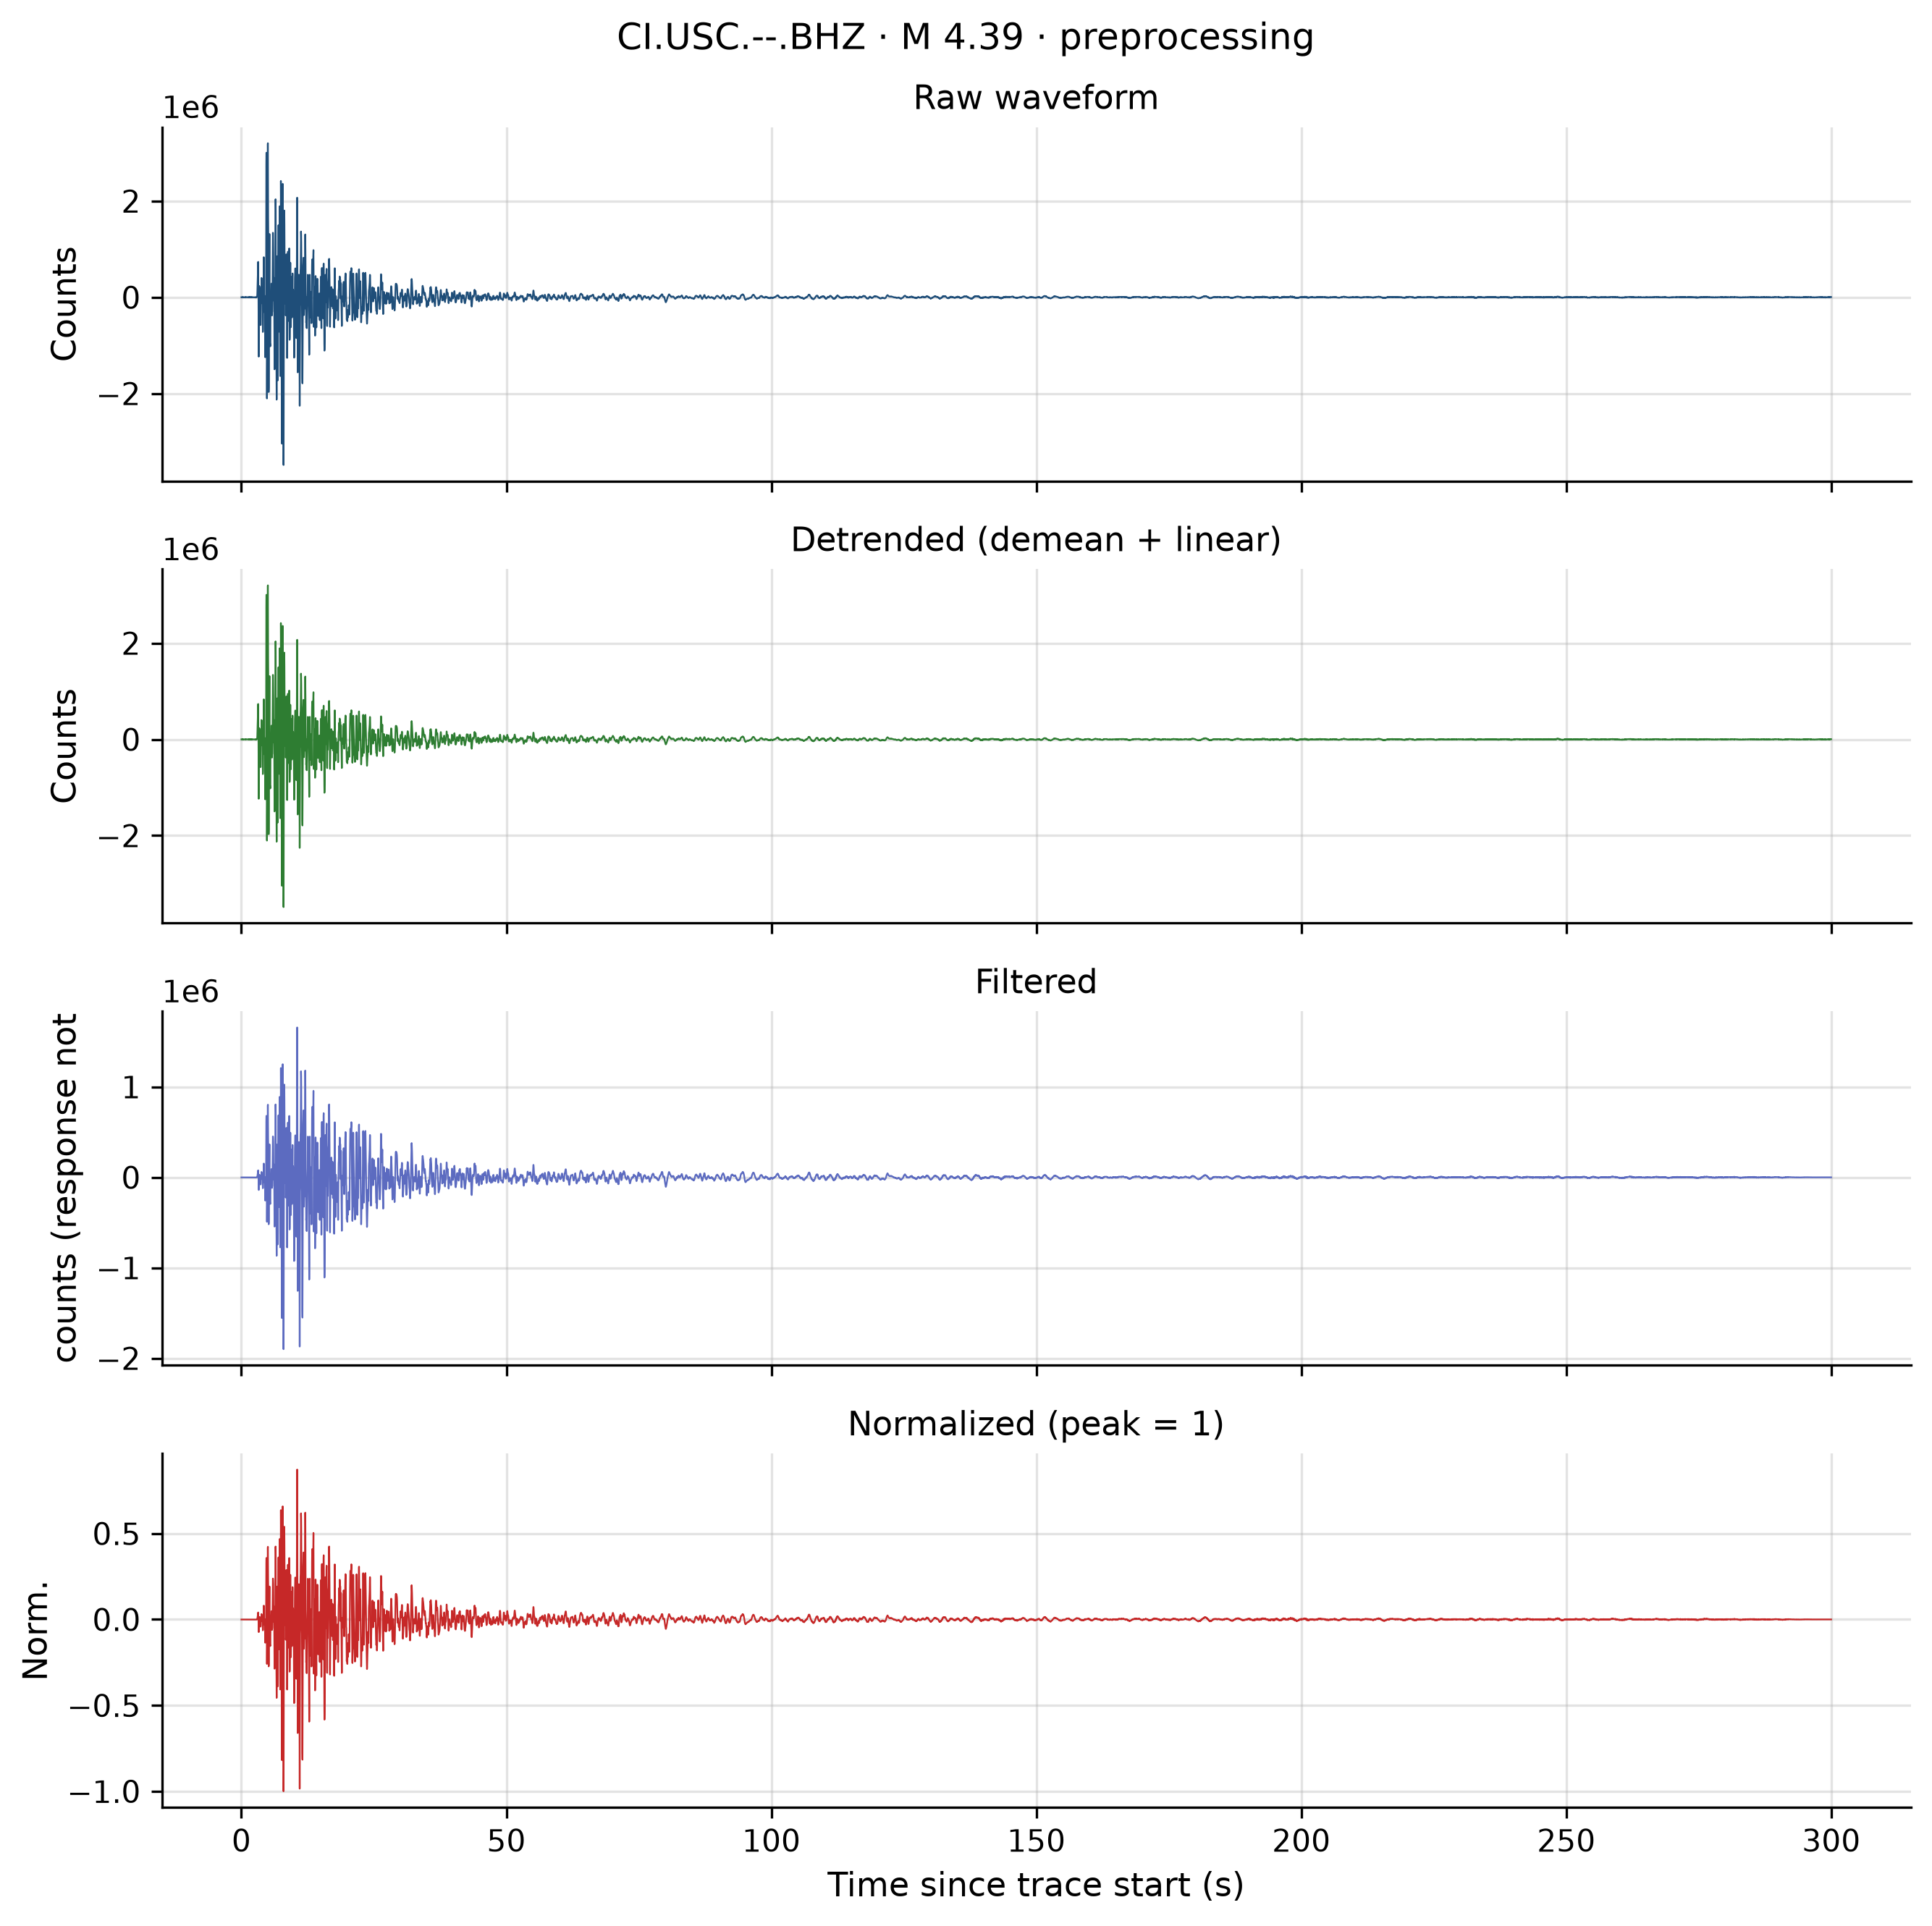 CI.USC.--.BHZ · M 4.39 · preprocessing
Raw waveform
1e6
Counts
2
0
−2
Detrended (demean + linear)
1e6
Counts
2
0
−2
Filtered
1e6
counts (response not
1
0
−1
−2
Normalized (peak = 1)
Norm.
0.5
0.0
−0.5
−1.0
0 50 100 150 200 250 300
Time since trace start (s)